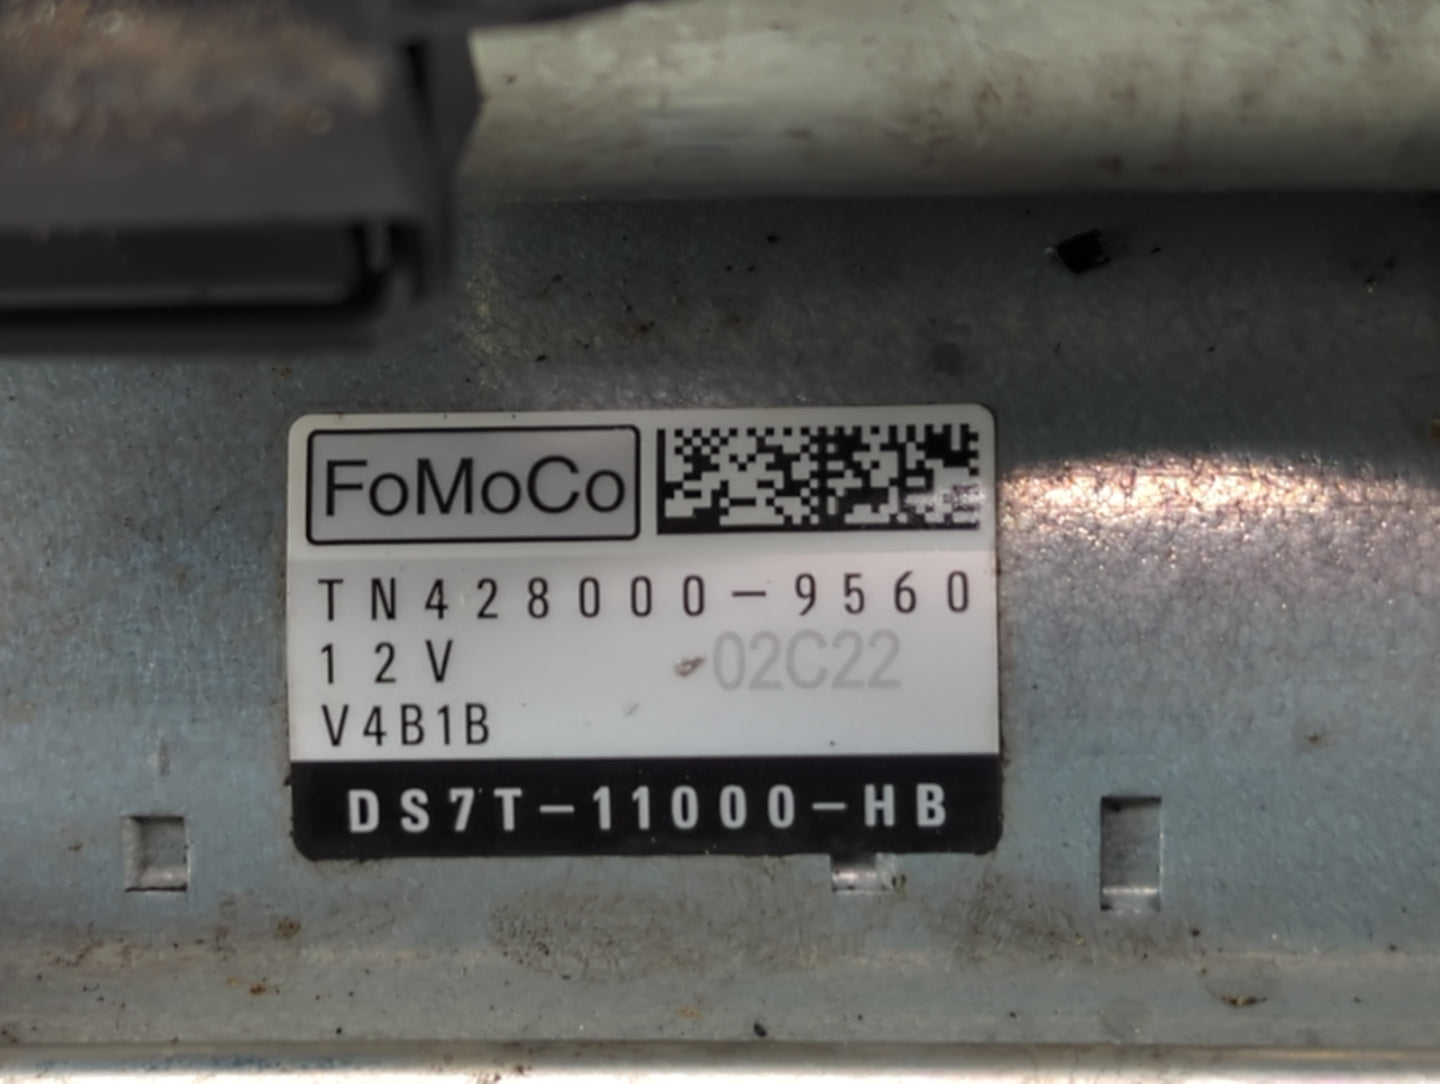 FoMoCo
TN428000-9560
12V 02C22
V4B1B
DS7T-11000-HB